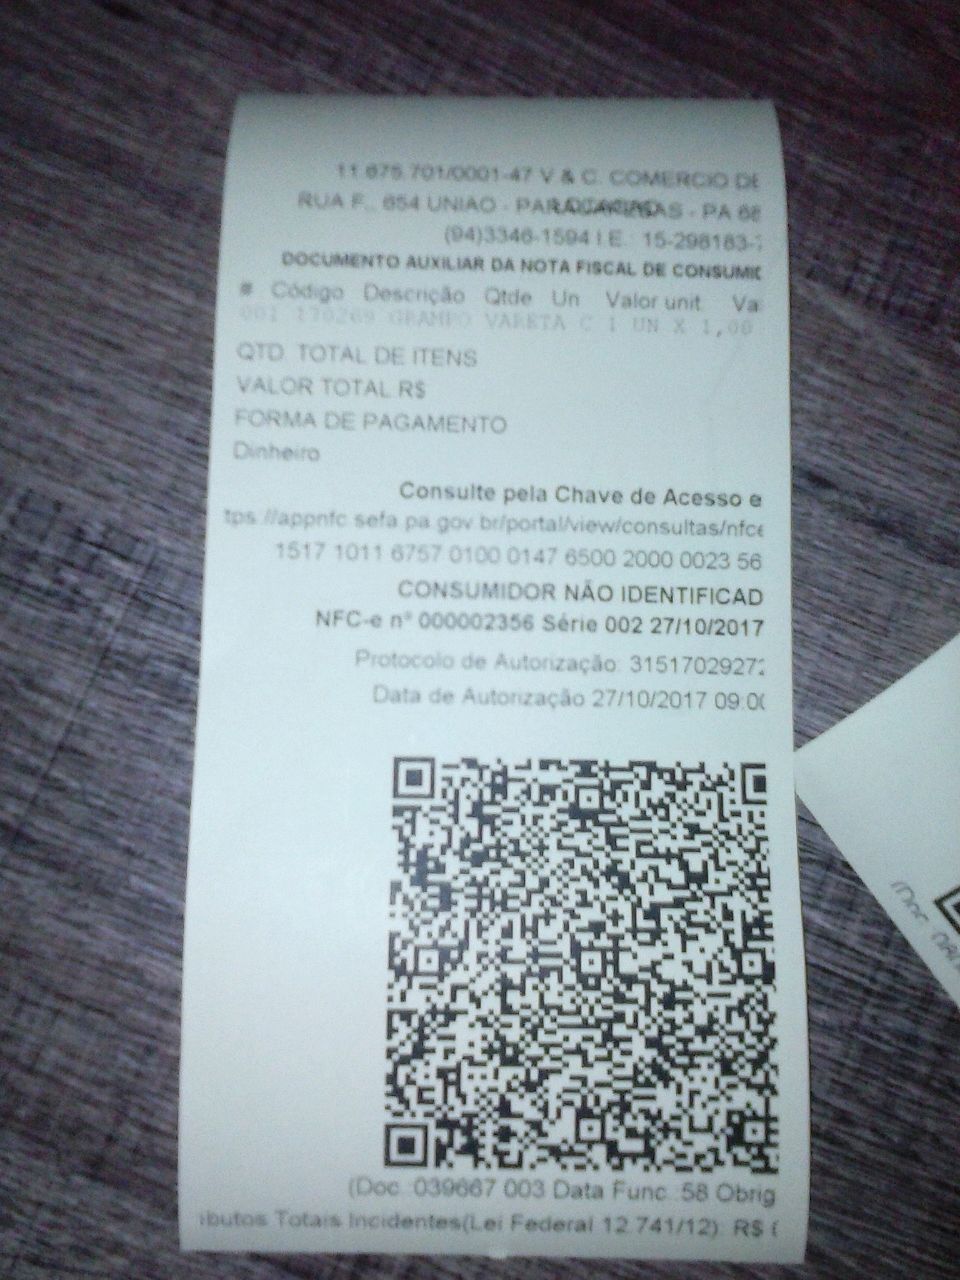 11.675.701/0001-47 V & C. COMERCIO DE
RUA F., 654 UNIAO - - PA 68
(94)3346-1594 I.E.: 15-298183-
DOCUMENTO AUXILIAR DA NOTA FISCAL DE CONSUMID
# Código Descrição Qtde Un Valor unit. Va
001 170269 GRAMPO VARETA C 1 UN X 1,00
QTD. TOTAL DE ITENS
VALOR TOTAL R$
FORMA DE PAGAMENTO
Dinheiro
Consulte pela Chave de Acesso e
tps://appnfc.sefa.pa.gov.br/portal/view/consultas/nfce
1517 1011 6757 0100 0147 6500 2000 0023 56
CONSUMIDOR NÃO IDENTIFICAD
NFC-e n° 000002356 Série 002 27/10/2017
Protocolo de Autorização: 31517029272
Data de Autorização 27/10/2017 09:00
(Doc.:039667 003 Data Func.:58 Obrig
ibutos Totais Incidentes(Lei Federal 12.741/12): R$